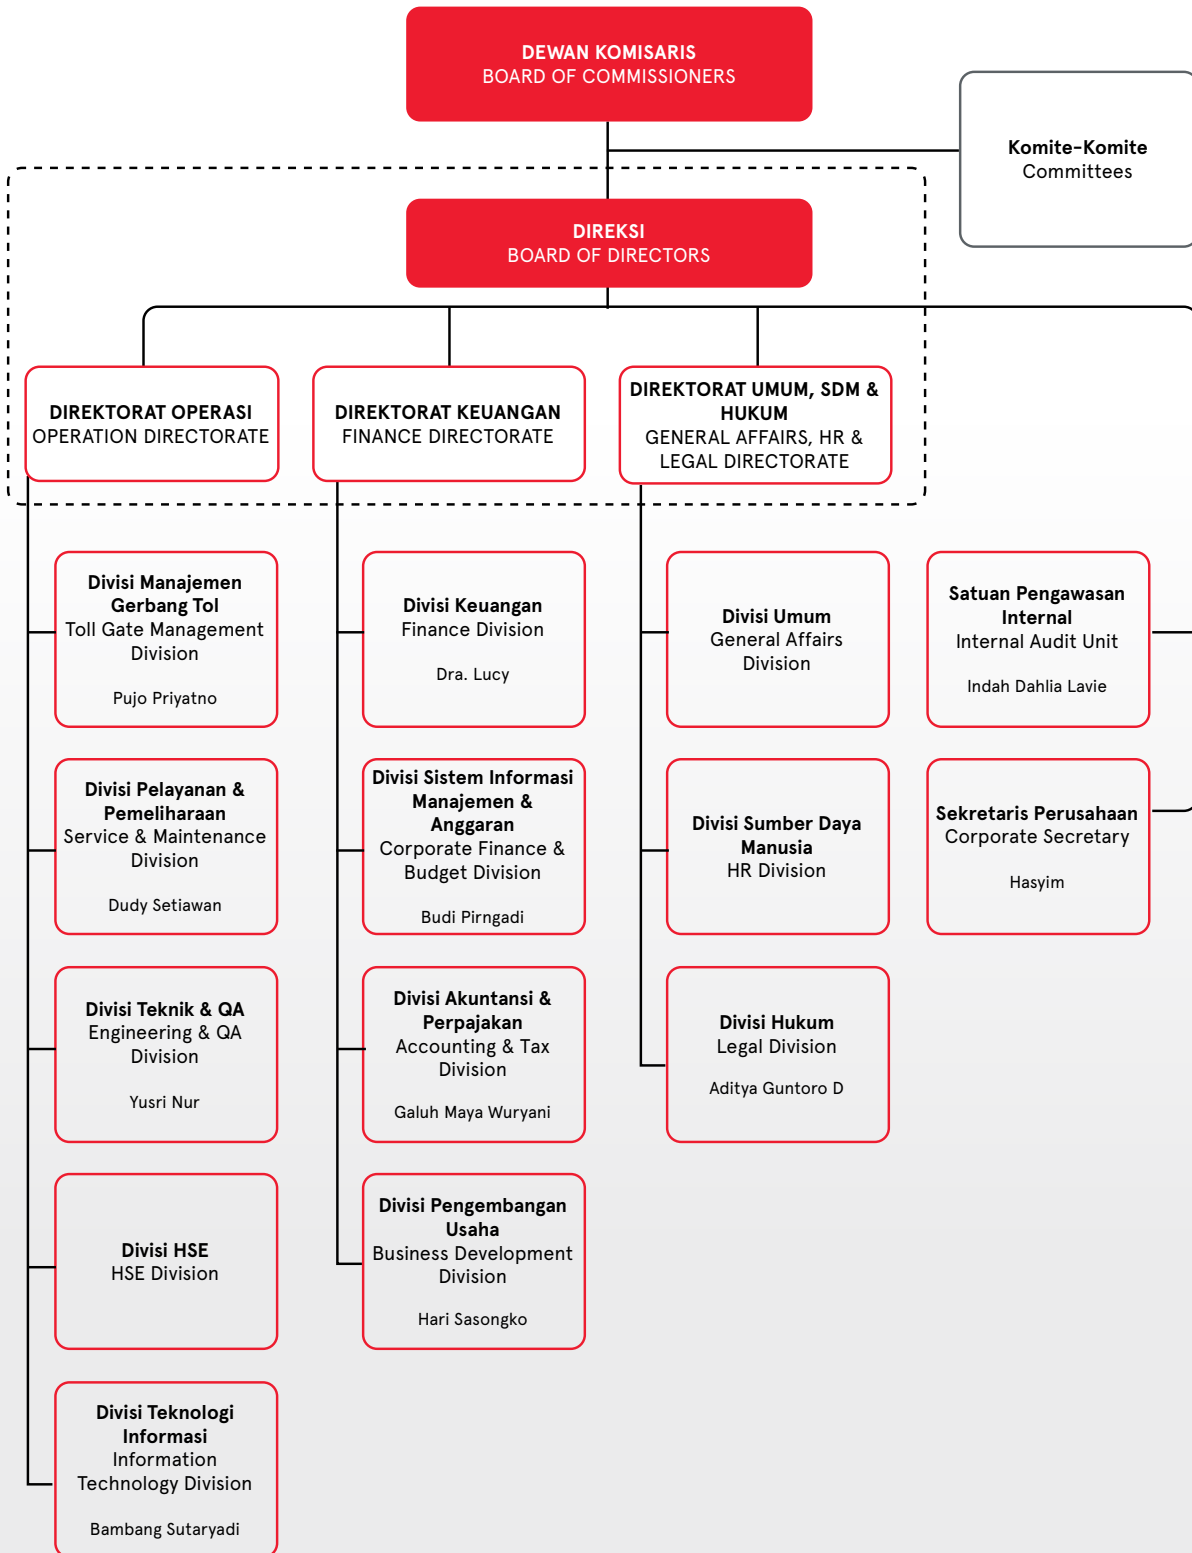 DEWAN KOMISARIS
BOARD OF COMMISSIONERS
Komite-Komite
Committees
DIREKSI
BOARD OF DIRECTORS
DIREKTORAT OPERASI
OPERATION DIRECTORATE
DIREKTORAT KEUANGAN
FINANCE DIRECTORATE
DIREKTORAT UMUM, SDM &
HUKUM
GENERAL AFFAIRS, HR &
LEGAL DIRECTORATE
Divisi Manajemen
Gerbang Tol
Toll Gate Management
Division
Pujo Priyatno
Divisi Keuangan
Finance Division
Dra. Lucy
Divisi Umum
General Affairs
Division
Satuan Pengawasan
Internal
Internal Audit Unit
Indah Dahlia Lavie
Divisi Pelayanan &
Pemeliharaan
Service & Maintenance
Division
Dudy Setiawan
Divisi Sistem Informasi
Manajemen &
Anggaran
Corporate Finance &
Budget Division
Budi Pirngadi
Divisi Sumber Daya
Manusia
HR Division
Sekretaris Perusahaan
Corporate Secretary
Hasyim
Divisi Teknik & QA
Engineering & QA
Division
Yusri Nur
Divisi Akuntansi &
Perpajakan
Accounting & Tax
Division
Galuh Maya Wuryani
Divisi Hukum
Legal Division
Aditya Guntoro D
Divisi HSE
HSE Division
Divisi Pengembangan
Usaha
Business Development
Division
Hari Sasongko
Divisi Teknologi
Informasi
Information
Technology Division
Bambang Sutaryadi